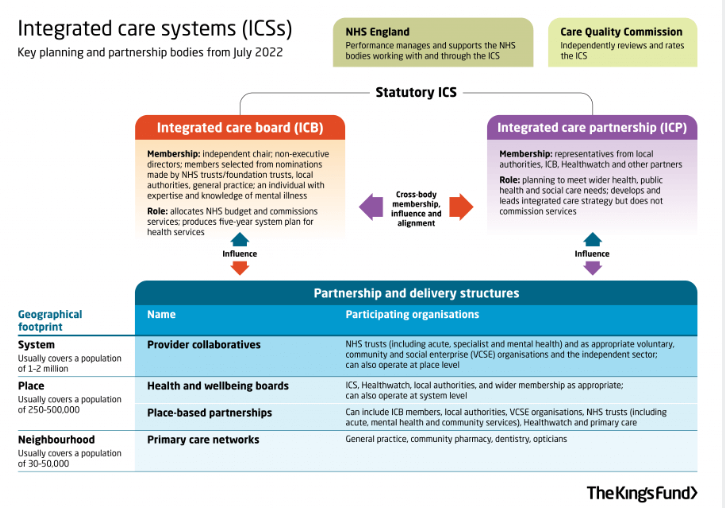 Integrated care systems (ICSs)
Key planning and partnership bodies from July 2022
NHS England
Performance manages and supports the NHS
bodies working with and through the ICS
Care Quality Commission
Independently reviews and rates
the ICS
Statutory ICS
Integrated care board (ICB)
Membership: independent chair; non-executive
directors; members selected from nominations
made by NHS trusts/foundation trusts, local
authorities, general practice; an individual with
expertise and knowledge of mental illness
Role: allocates NHS budget and commissions
services; produces five-year system plan for
health services
Cross-body
membership,
influence and
alignment
Integrated care partnership (ICP)
Membership: representatives from local
authorities, ICB, Healthwatch and other partners
Role: planning to meet wider health, public
health and social care needs; develops and
leads integrated care strategy but does not
commission services
Influence
Influence
Partnership and delivery structures
Geographical
footprint
Name
Participating organisations
System
Usually covers a population
of 1–2 million
Provider collaboratives
NHS trusts (including acute, specialist and mental health) and as appropriate voluntary,
community and social enterprise (VCSE) organisations and the independent sector;
can also operate at place level
Place
Usually covers a population
of 250-500,000
Health and wellbeing boards
ICS, Healthwatch, local authorities, and wider membership as appropriate;
can also operate at system level
Place-based partnerships
Can include ICB members, local authorities, VCSE organisations, NHS trusts (including
acute, mental health and community services), Healthwatch and primary care
Neighbourhood
Usually covers a population
of 30-50,000
Primary care networks
General practice, community pharmacy, dentistry, opticians
TheKingsFund>